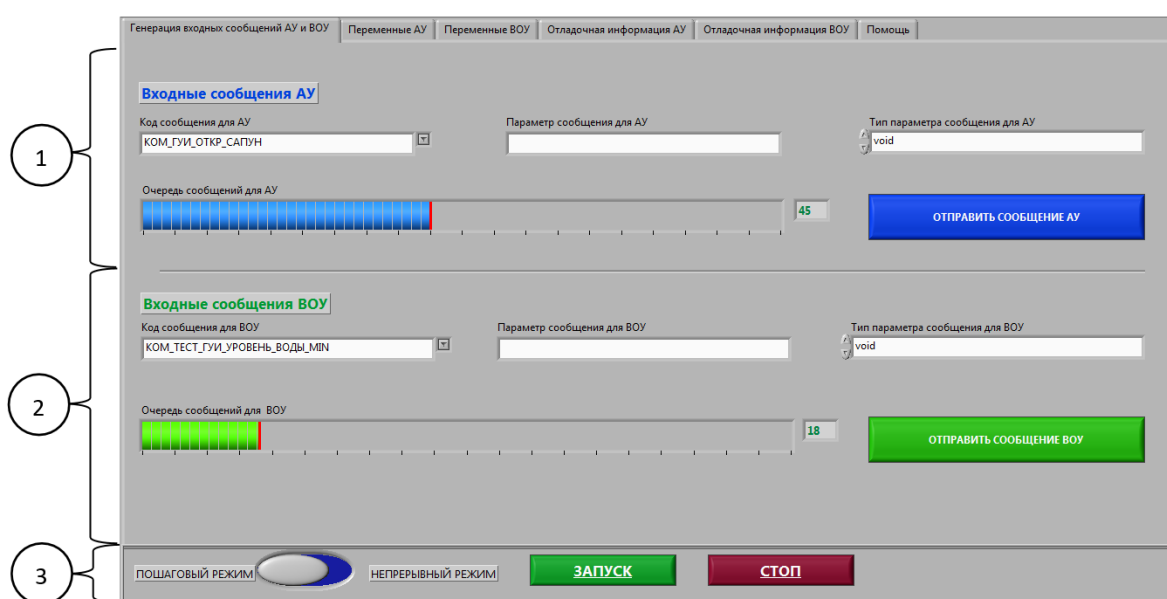 Генерация входных сообщений АУ и ВОУ Переменные АУ Переменные ВОУ Отладочная информация АУ Отладочная информация ВОУ Помощь
Входные сообщения АУ
Код сообщения для АУ Параметр сообщения для АУ Тип параметра сообщения для АУ
1 КОМ_ГУИ_ОТКР_САПУН void
Очередь сообщений для АУ
45 ОТПРАВИТЬ СООБЩЕНИЕ АУ
Входные сообщения ВОУ
Код сообщения для ВОУ Параметр сообщения для ВОУ Тип параметра сообщения для ВОУ
КОМ_ТЕСТ_ГУИ_УРОВЕНЬ_ВОДЫ_MIN void
2 Очередь сообщений для ВОУ
18 ОТПРАВИТЬ СООБЩЕНИЕ ВОУ
3 ПОШАГОВЫЙ РЕЖИМ НЕПРЕРЫВНЫЙ РЕЖИМ ЗАПУСК СТОП